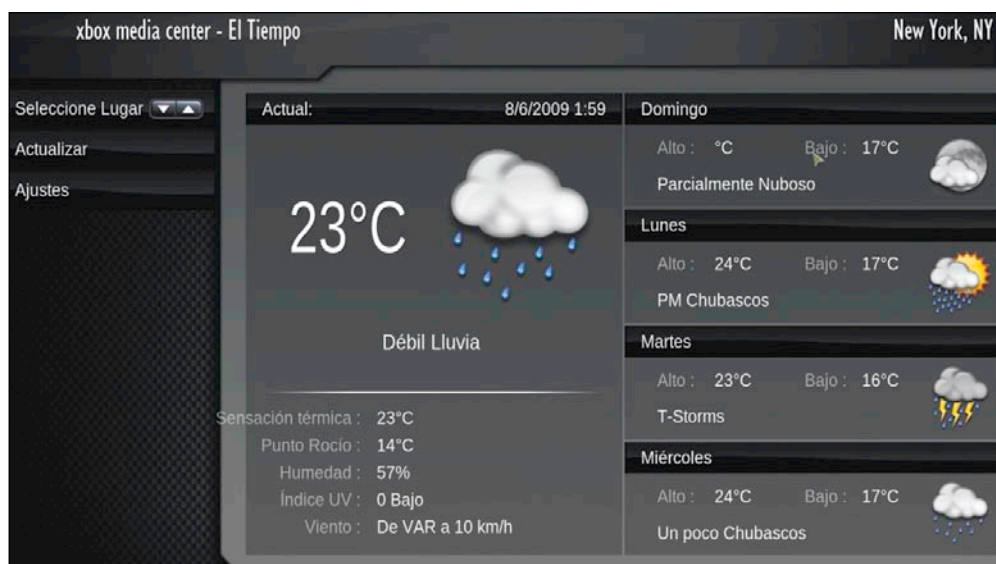 xbox media center - El Tiempo
New York, NY
Seleccione Lugar
Actualizar
Ajustes
Actual: 8/6/2009 1:59
23°C
Débil Lluvia
Sensación térmica : 23°C
Punto Rocío : 14°C
Humedad : 57%
Índice UV : 0 Bajo
Viento : De VAR a 10 km/h
Domingo
Alto : °C Bajo : 17°C
Parcialmente Nuboso
Lunes
Alto : 24°C Bajo : 17°C
PM Chubascos
Martes
Alto : 23°C Bajo : 16°C
T-Storms
Miércoles
Alto : 24°C Bajo : 17°C
Un poco Chubascos